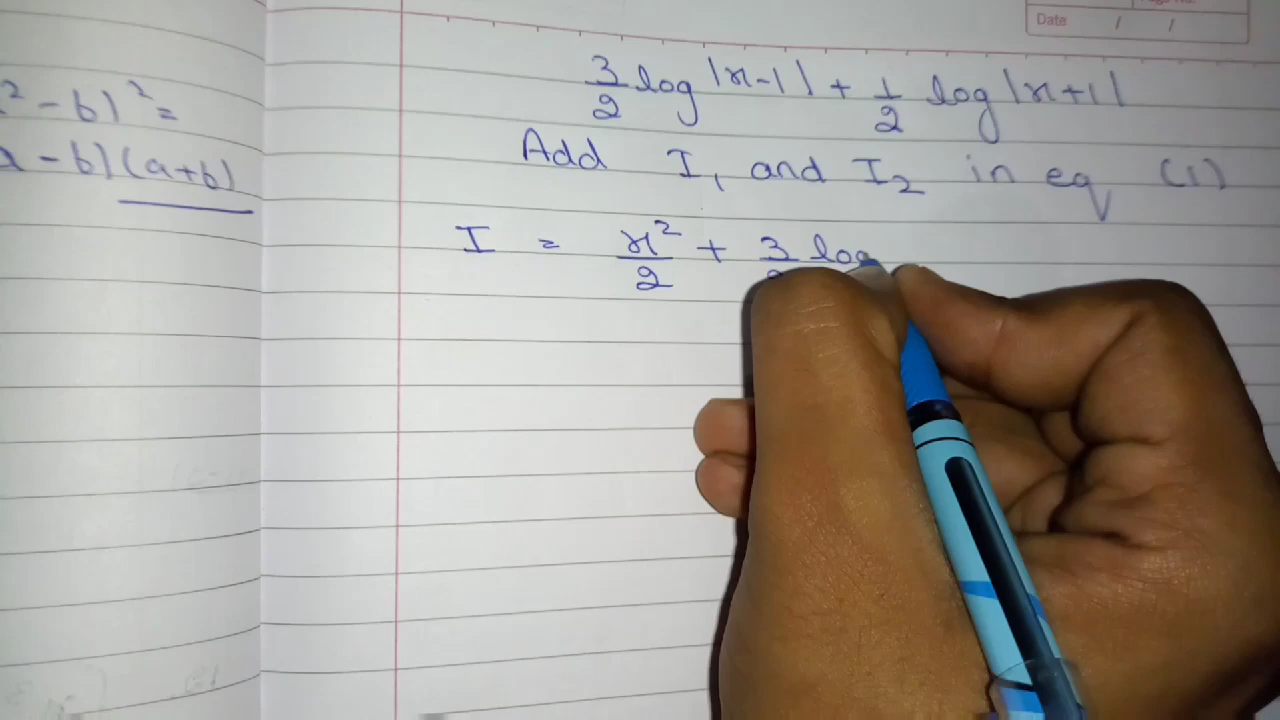 Date / /
²-b)²=
a-b)(a+b)
3/2 log|x-1| + 1/2 log|x+1|
Add I₁ and I₂ in eq (1)
I = x²/2 + 3/2 log